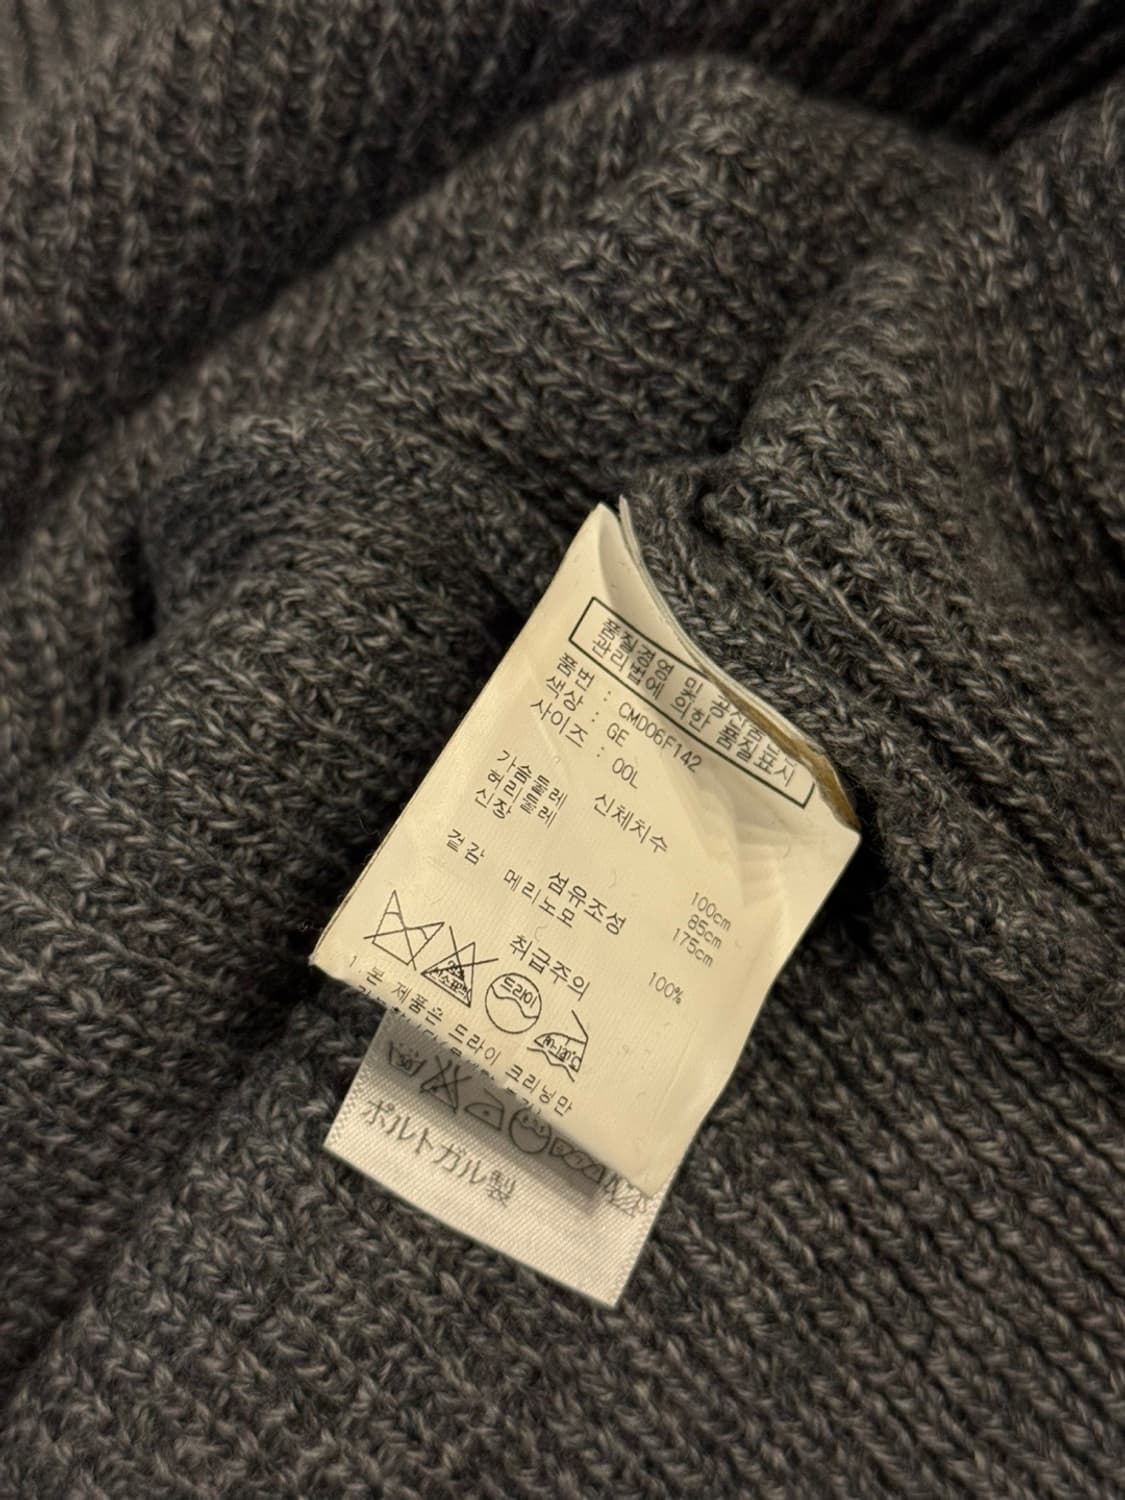 품질경영 및 공산품안전
관리법에 의한 품질표시
품번 : CMD06F142
색상 : GE
사이즈 : 00L
신체치수
가슴둘레 100cm
허리둘레 85cm
신장 175cm
섬유조성
겉감 메리노모 100%
취급주의
드라이
1 본 제품은 드라이 크리닝만
ポルトガル製